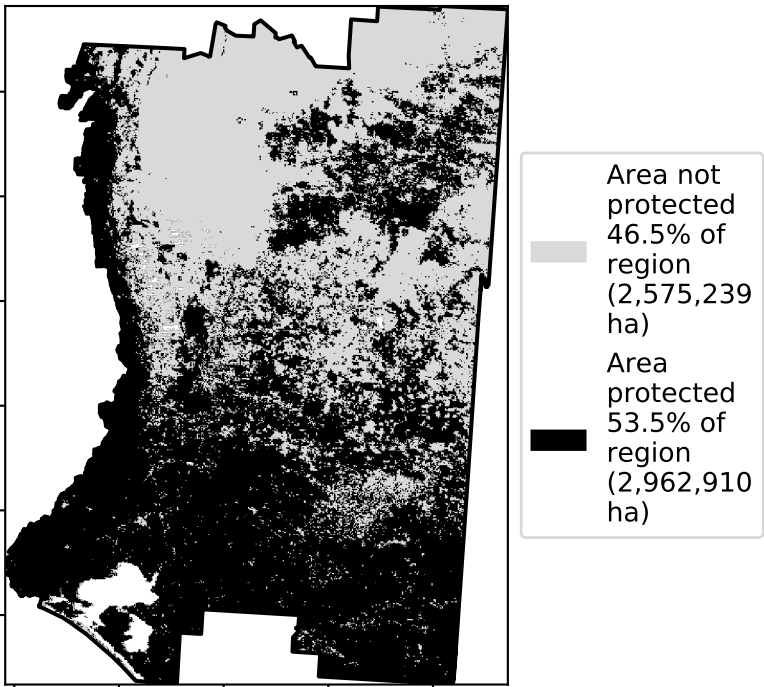 Area not
protected
46.5% of
region
(2,575,239
ha)
Area
protected
53.5% of
region
(2,962,910
ha)